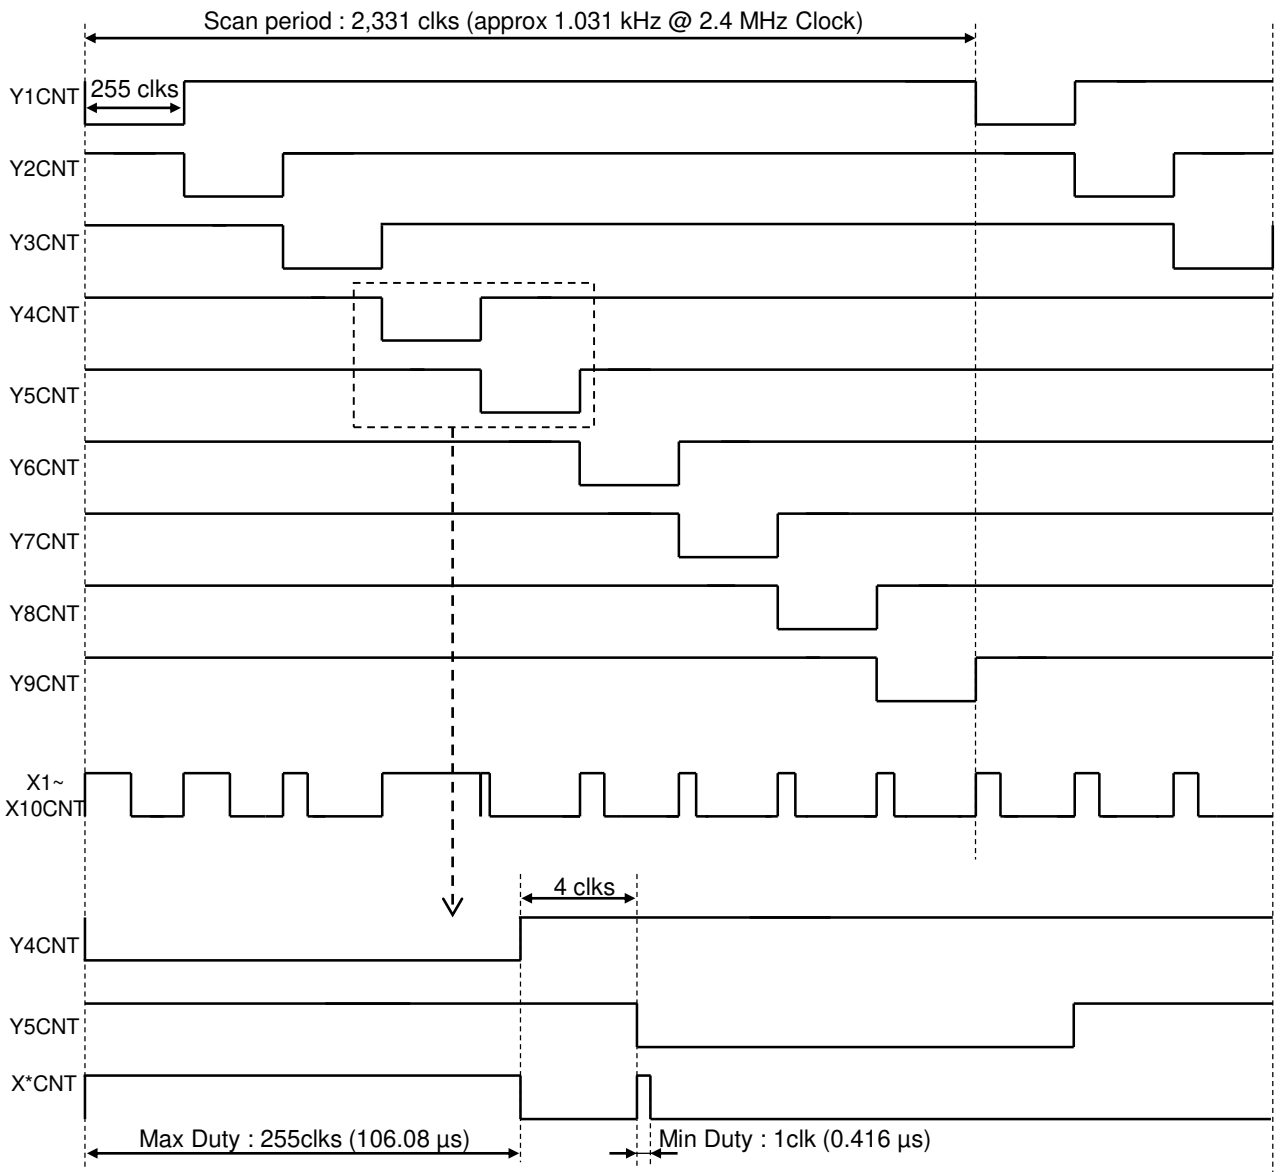 Scan period : 2,331 clks (approx 1.031 kHz @ 2.4 MHz Clock)
Y1CNT
255 clks
Y2CNT
Y3CNT
Y4CNT
Y5CNT
Y6CNT
Y7CNT
Y8CNT
Y9CNT
X1~
X10CNT
4 clks
Y4CNT
Y5CNT
X*CNT
Max Duty : 255clks (106.08 µs)
Min Duty : 1clk (0.416 µs)